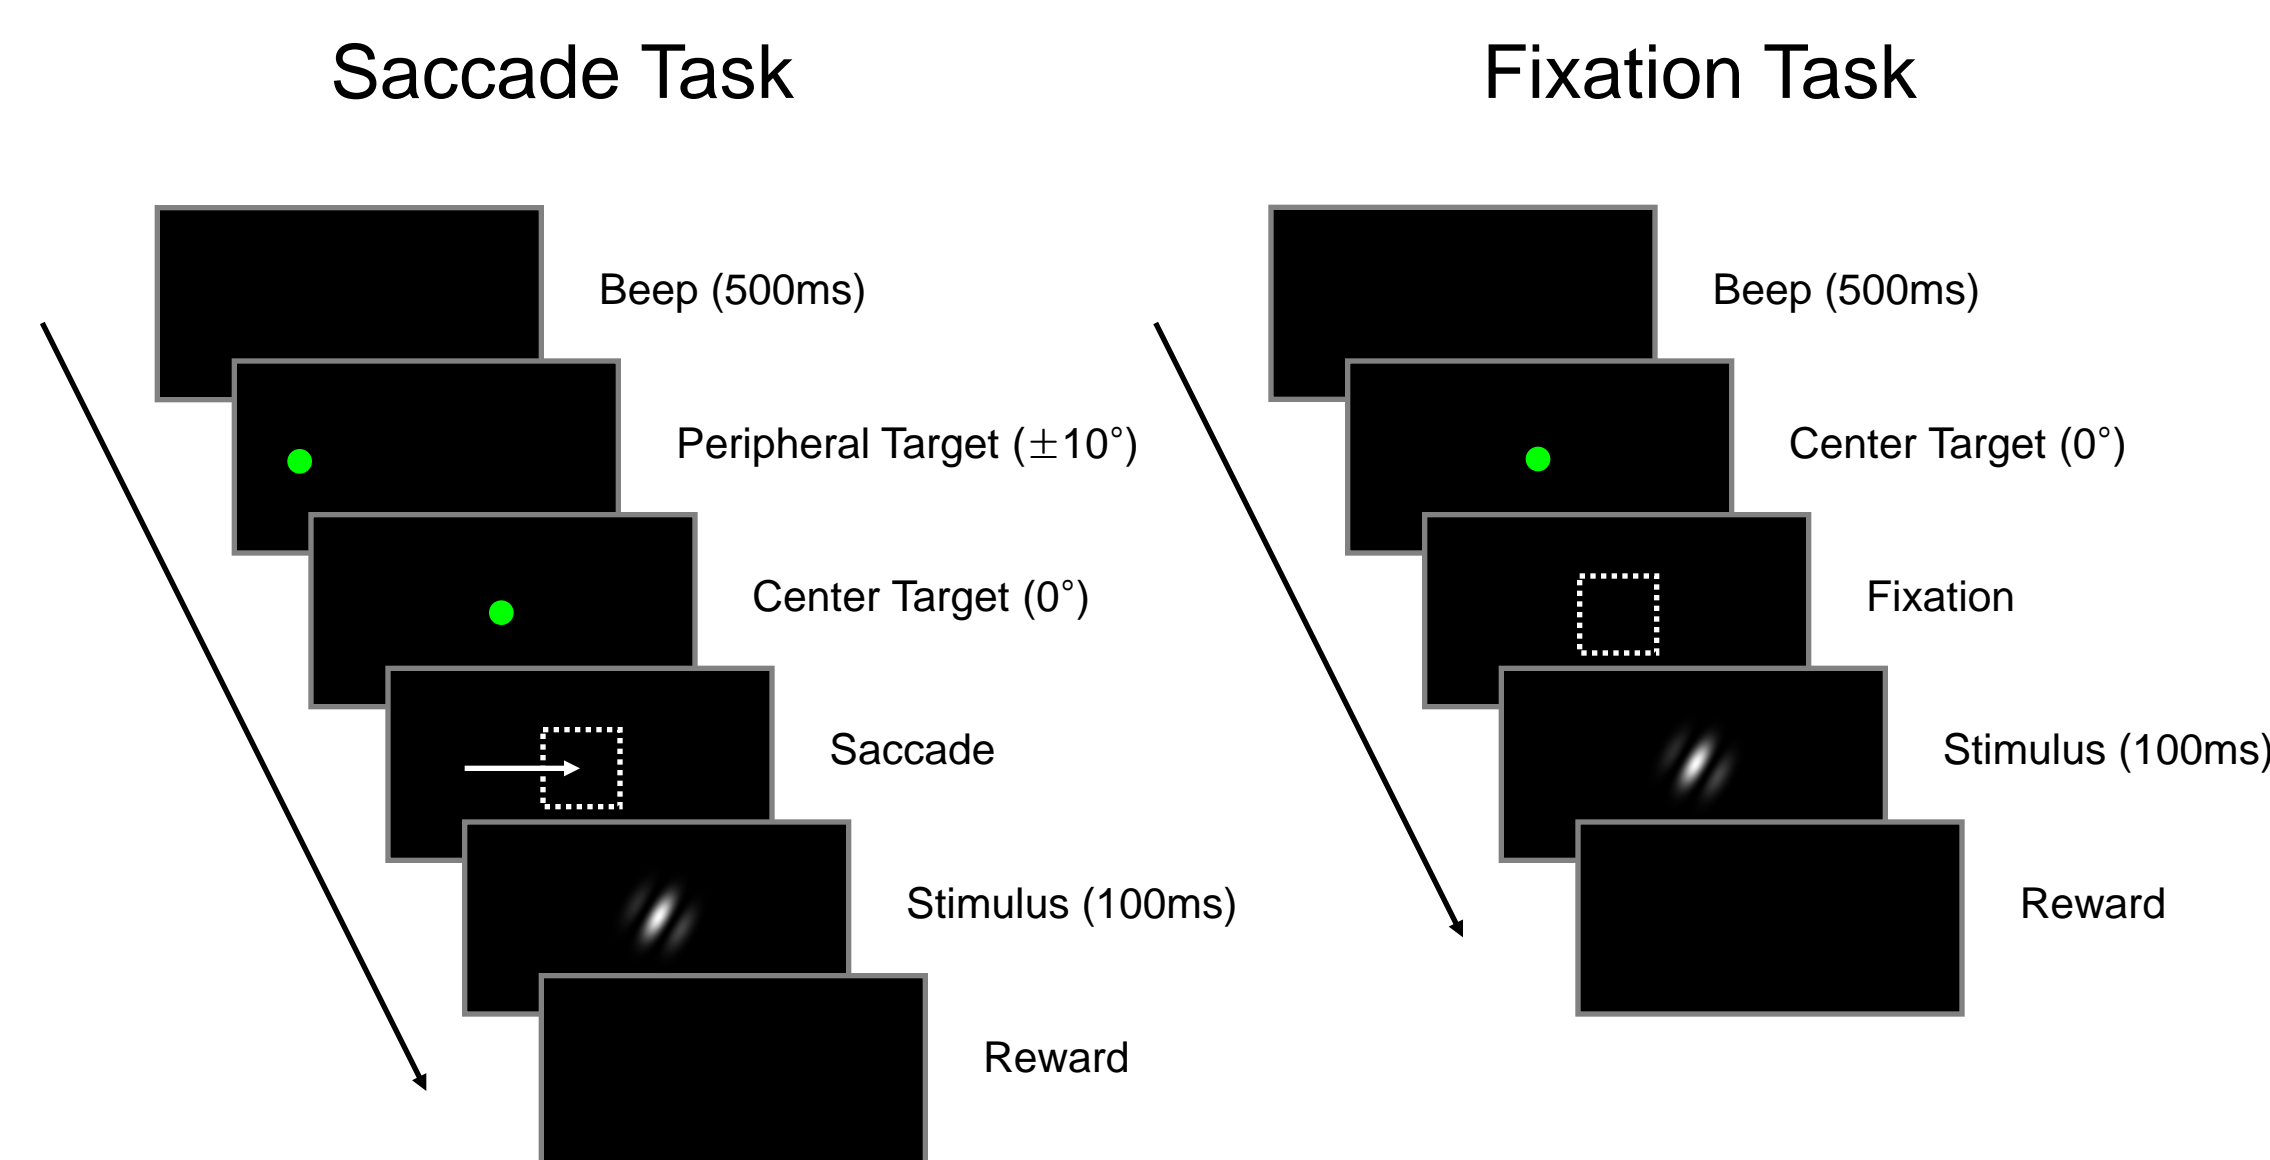 Saccade Task
Beep (500ms)
Peripheral Target (±10°)
Center Target (0°)
Saccade
Stimulus (100ms)
Reward
Fixation Task
Beep (500ms)
Center Target (0°)
Fixation
Stimulus (100ms)
Reward